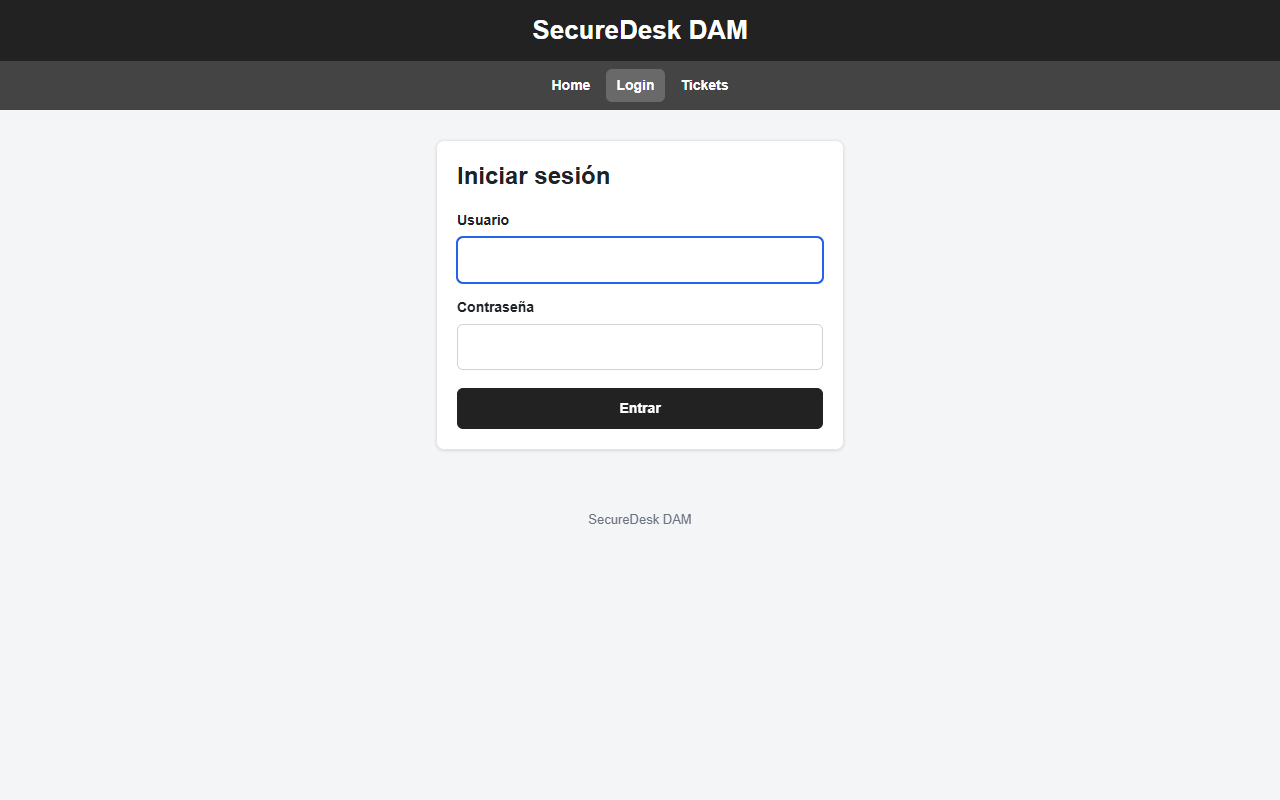 SecureDesk DAM
Home Login Tickets
Iniciar sesión
Usuario
Contraseña
Entrar
SecureDesk DAM